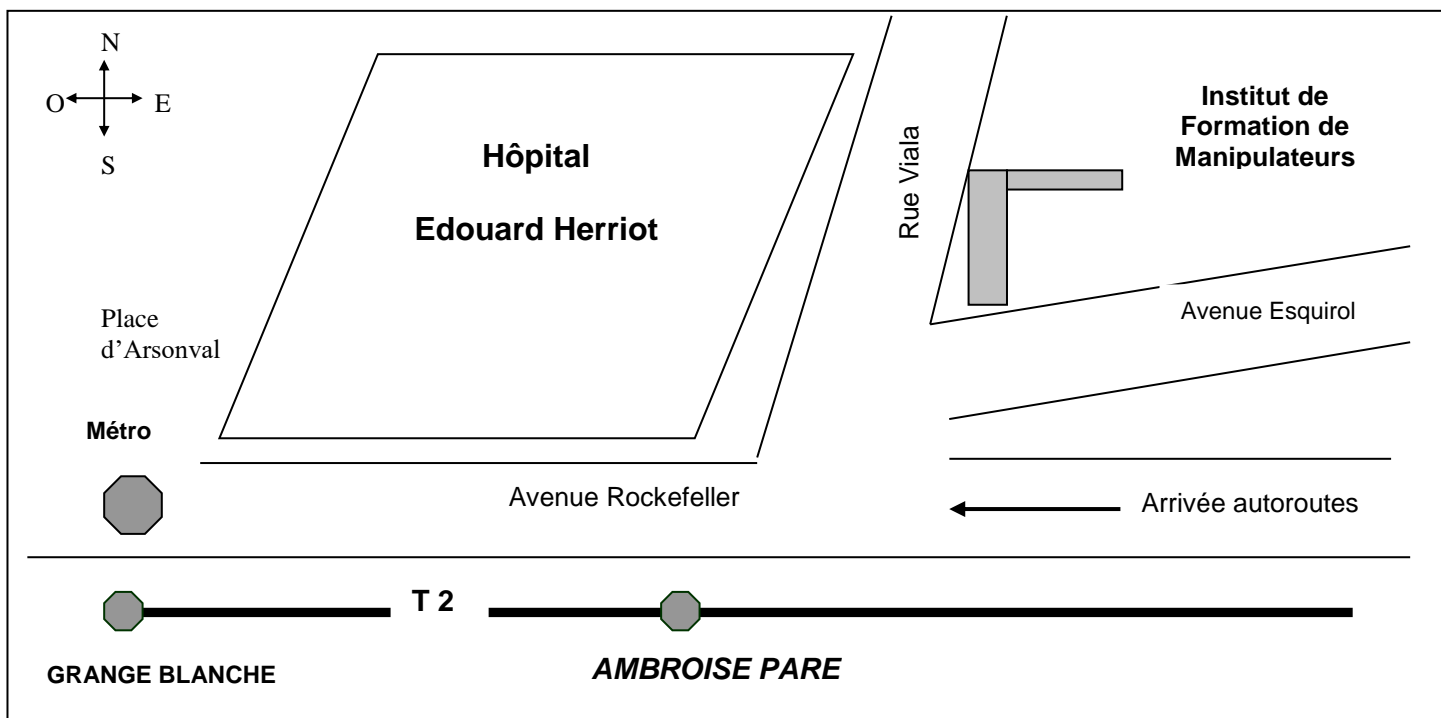 N
O
E
S
Hôpital
Edouard Herriot
Rue Viala
Institut de
Formation de
Manipulateurs
Avenue Esquirol
Place
d'Arsonval
Métro
Avenue Rockefeller
Arrivée autoroutes
T 2
GRANGE BLANCHE
AMBROISE PARE